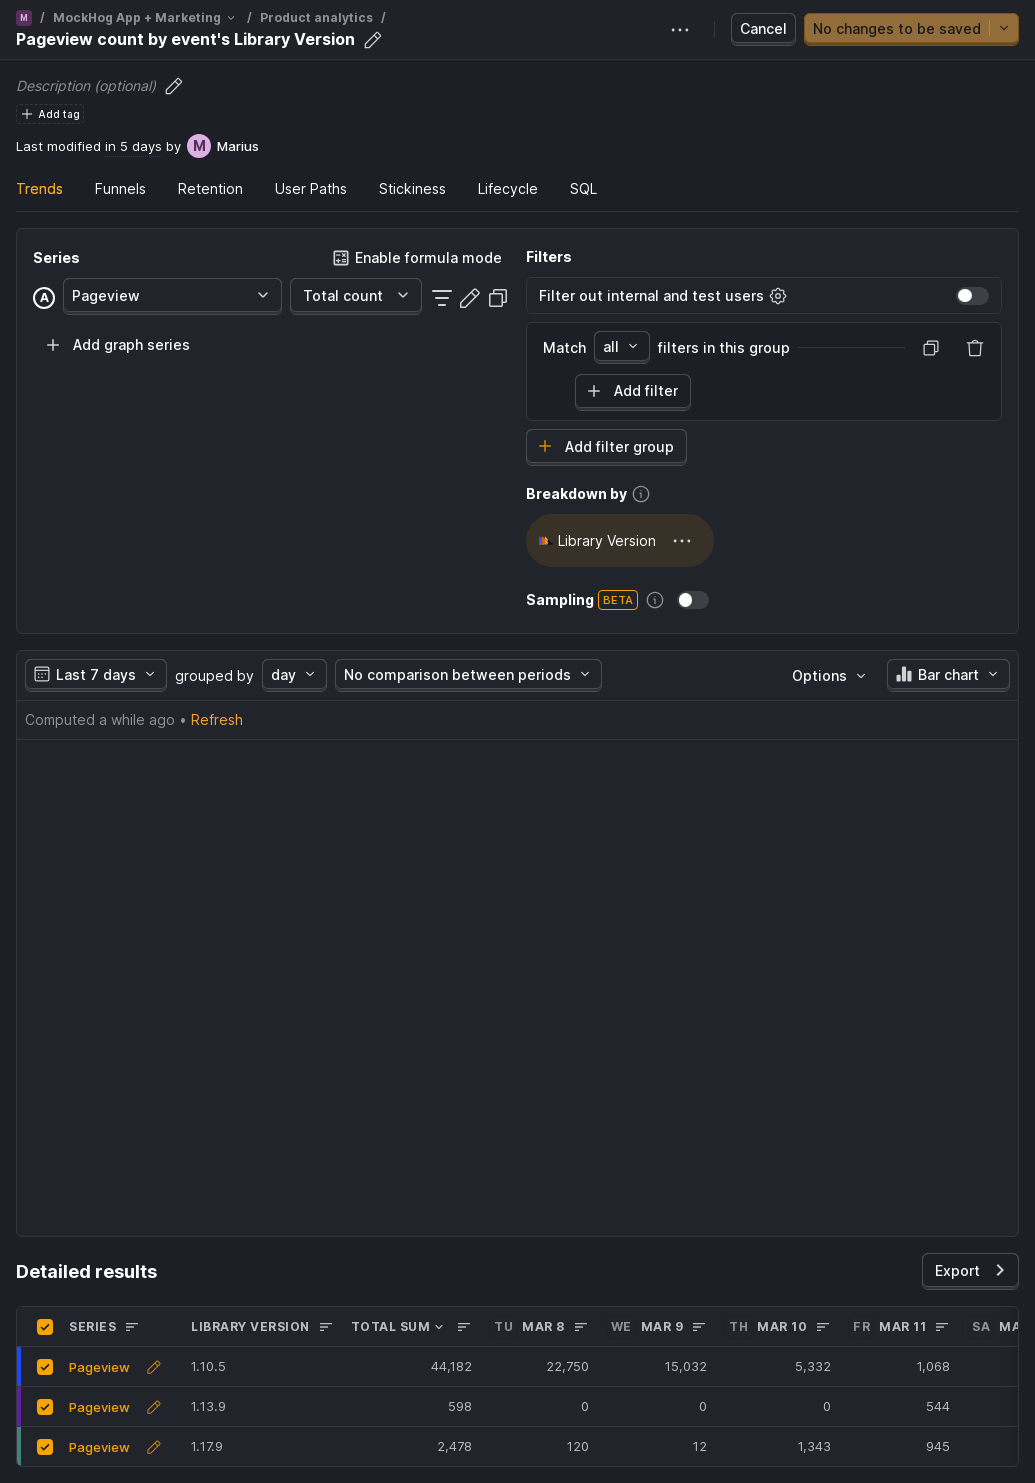 M / MockHog App + Marketing / Product analytics /
Pageview count by event's Library Version
Cancel
No changes to be saved
Description (optional)
Add tag
Last modified in 5 days by M Marius
Trends Funnels Retention User Paths Stickiness Lifecycle SQL
Series
Enable formula mode
A Pageview Total count
Add graph series
Filters
Filter out internal and test users
Match all filters in this group
Add filter
Add filter group
Breakdown by
Library Version
Sampling BETA
Last 7 days grouped by day No comparison between periods Options Bar chart
Computed a while ago • Refresh
Detailed results
Export
SERIES LIBRARY VERSION TOTAL SUM TU MAR 8 WE MAR 9 TH MAR 10 FR MAR 11 SA MA
Pageview 1.10.5 44,182 22,750 15,032 5,332 1,068
Pageview 1.13.9 598 0 0 0 544
Pageview 1.17.9 2,478 120 12 1,343 945